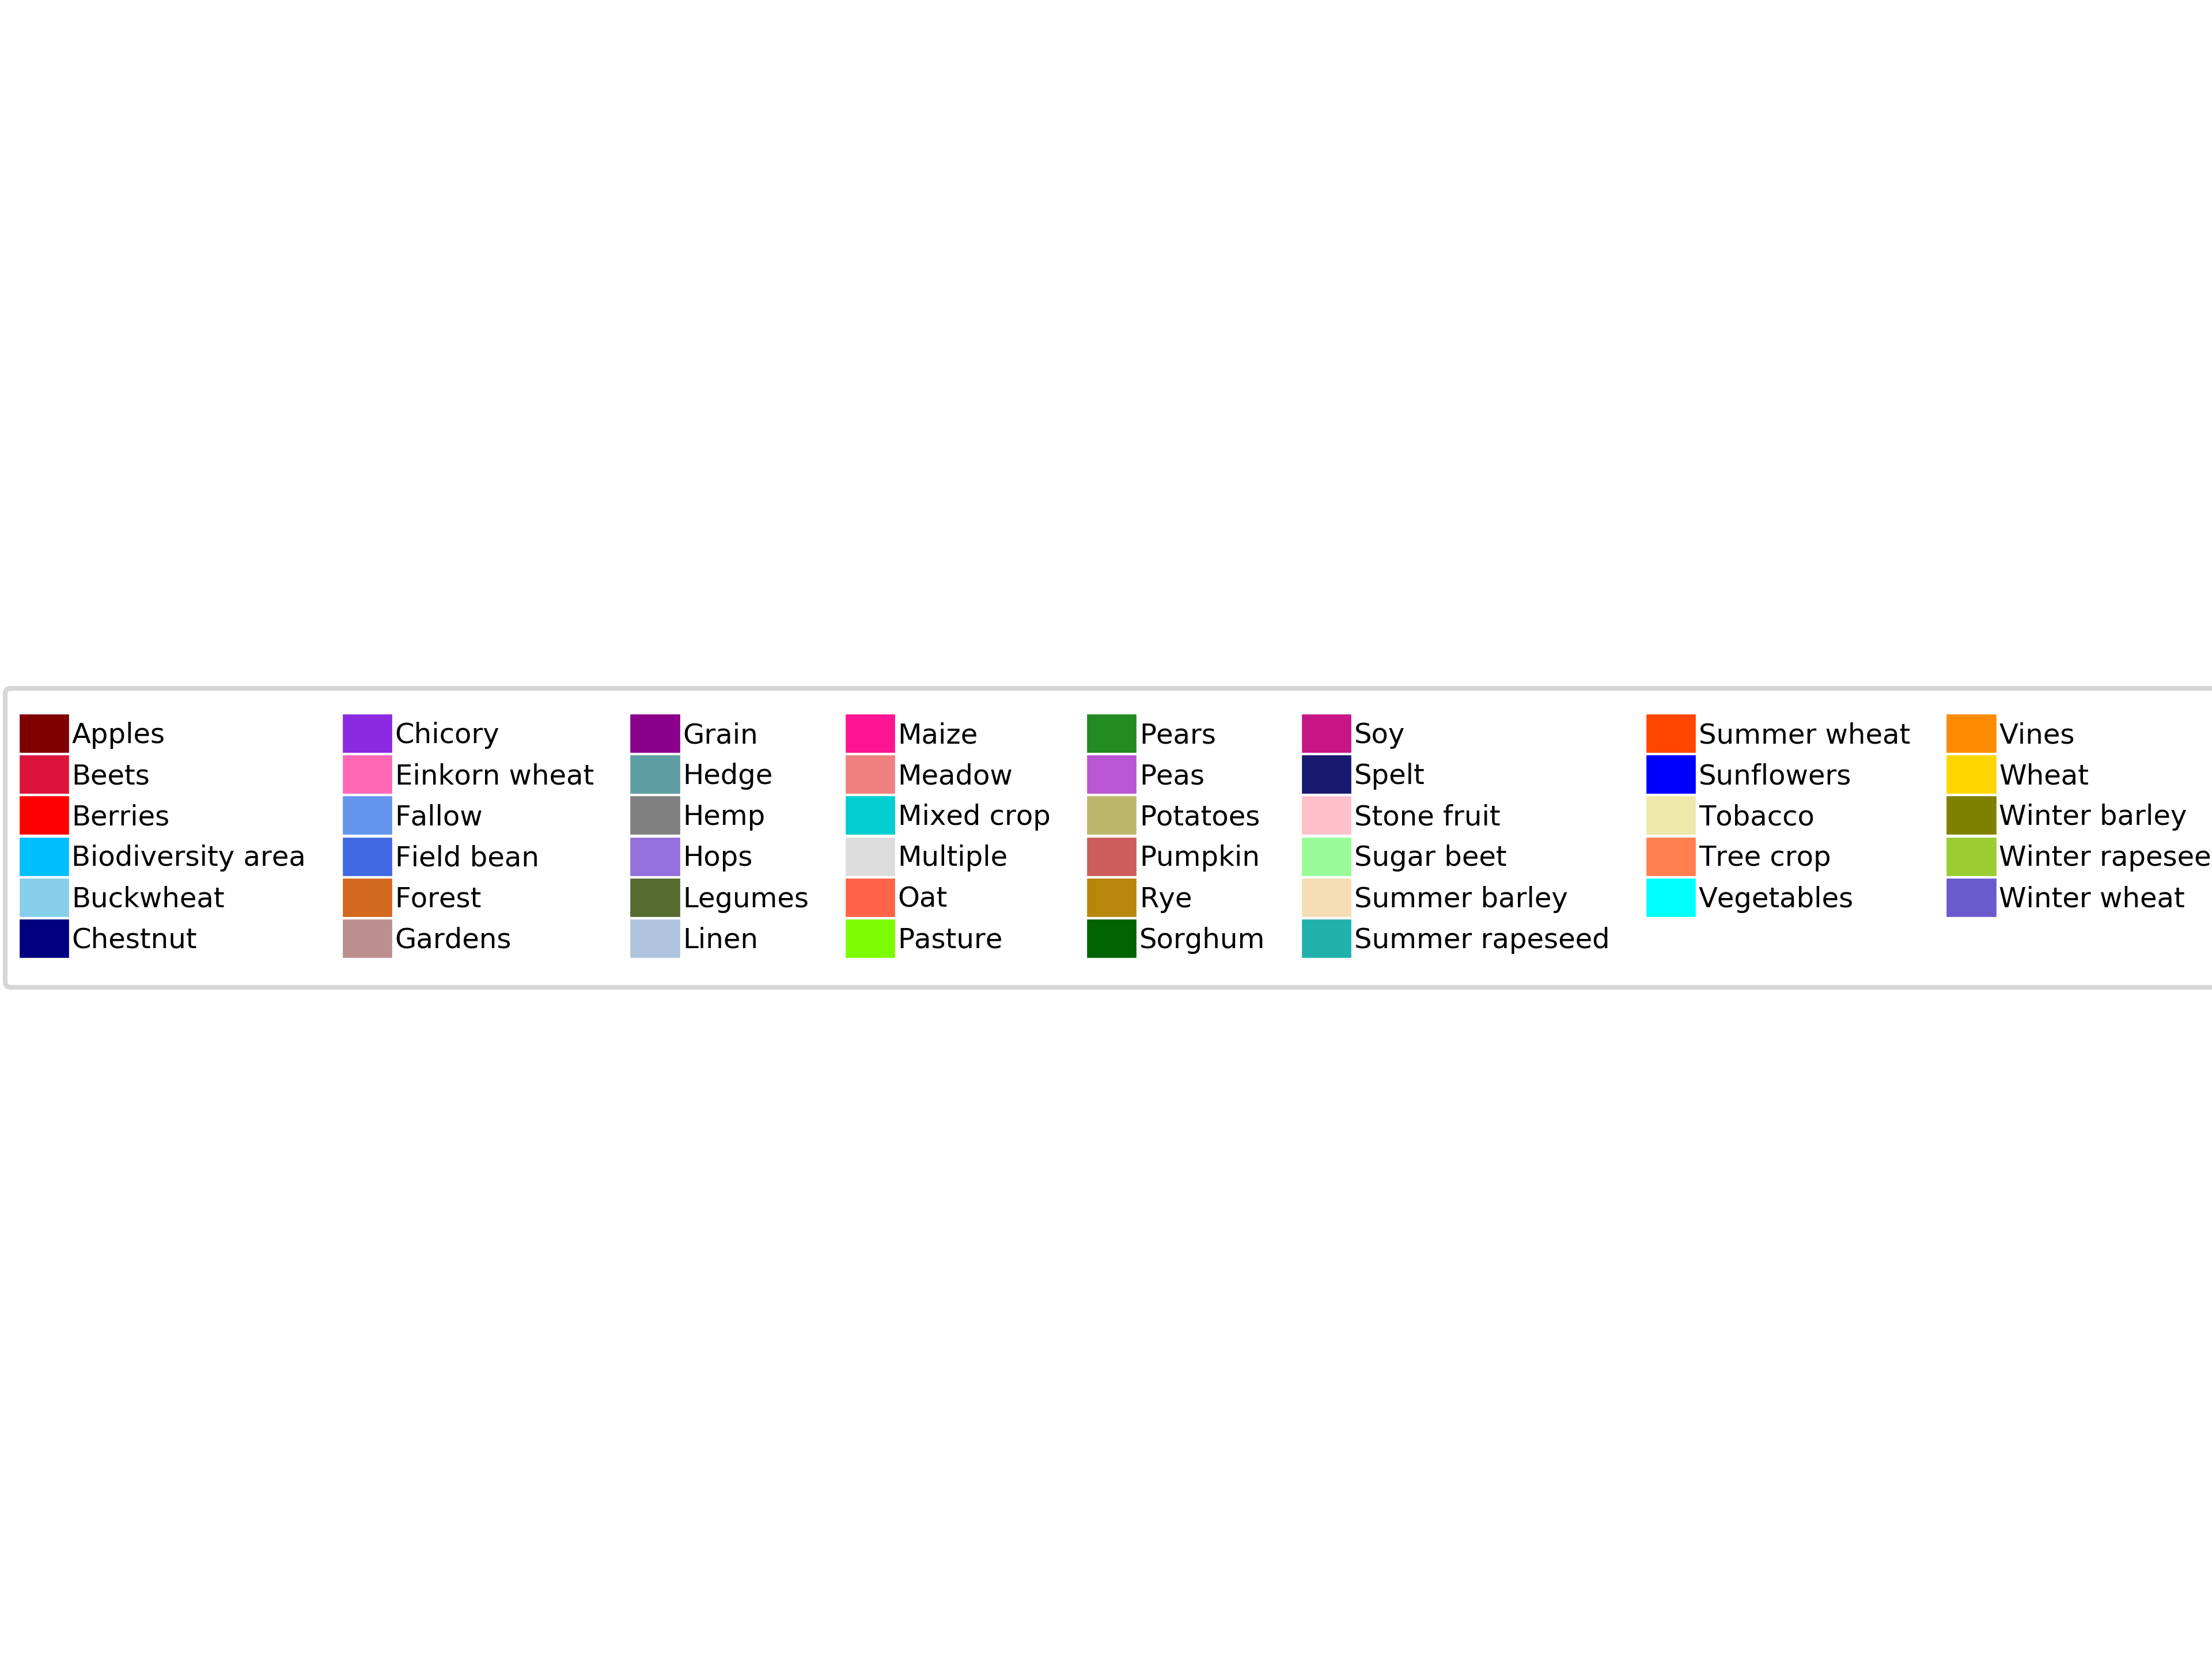 Apples
Beets
Berries
Biodiversity area
Buckwheat
Chestnut
Chicory
Einkorn wheat
Fallow
Field bean
Forest
Gardens
Grain
Hedge
Hemp
Hops
Legumes
Linen
Maize
Meadow
Mixed crop
Multiple
Oat
Pasture
Pears
Peas
Potatoes
Pumpkin
Rye
Sorghum
Soy
Spelt
Stone fruit
Sugar beet
Summer barley
Summer rapeseed
Summer wheat
Sunflowers
Tobacco
Tree crop
Vegetables
Vines
Wheat
Winter barley
Winter rapesee
Winter wheat